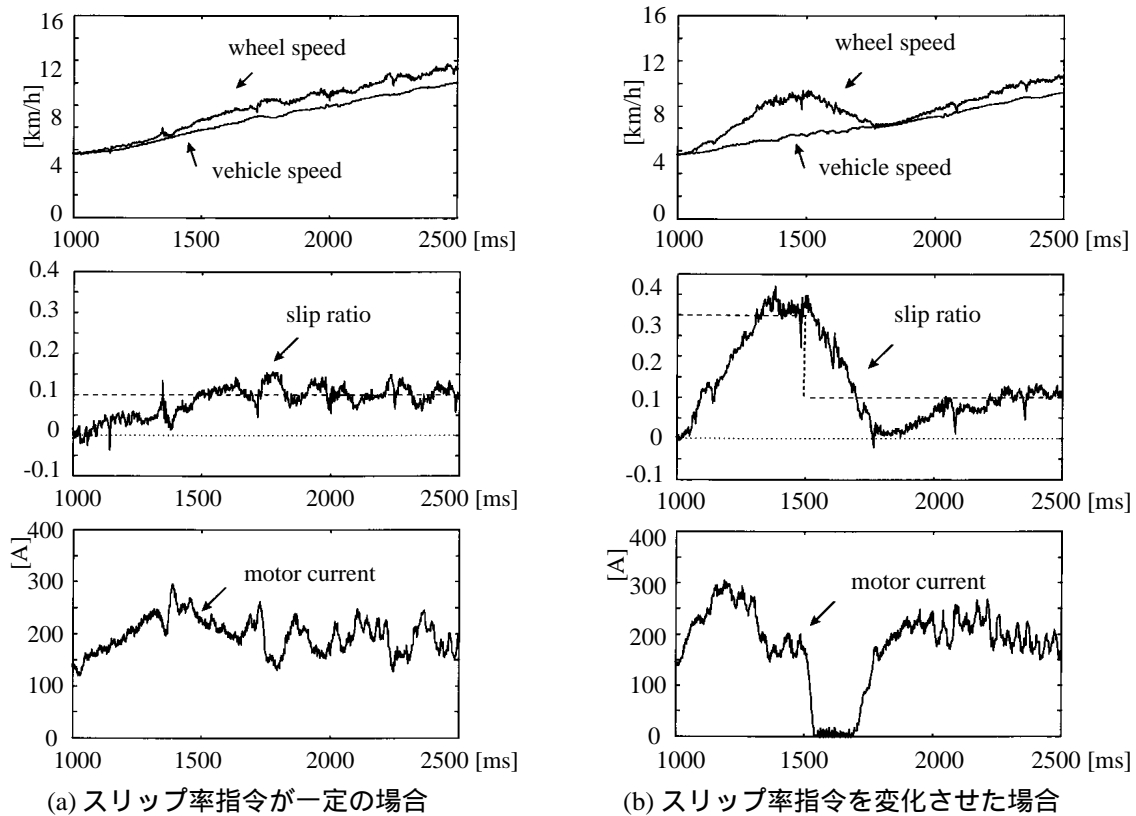 16
12
8
4
0
[km/h]
wheel speed
vehicle speed
1000 1500 2000 2500 [ms]
0.4
0.3
0.2
0.1
0
-0.1
slip ratio
1000 1500 2000 2500 [ms]
400
300
200
100
0
[A]
motor current
1000 1500 2000 2500 [ms]
(a) スリップ率指令が一定の場合
16
12
8
4
0
[km/h]
wheel speed
vehicle speed
1000 1500 2000 2500 [ms]
0.4
0.3
0.2
0.1
0
-0.1
slip ratio
1000 1500 2000 2500 [ms]
400
300
200
100
0
[A]
motor current
1000 1500 2000 2500 [ms]
(b) スリップ率指令を変化させた場合